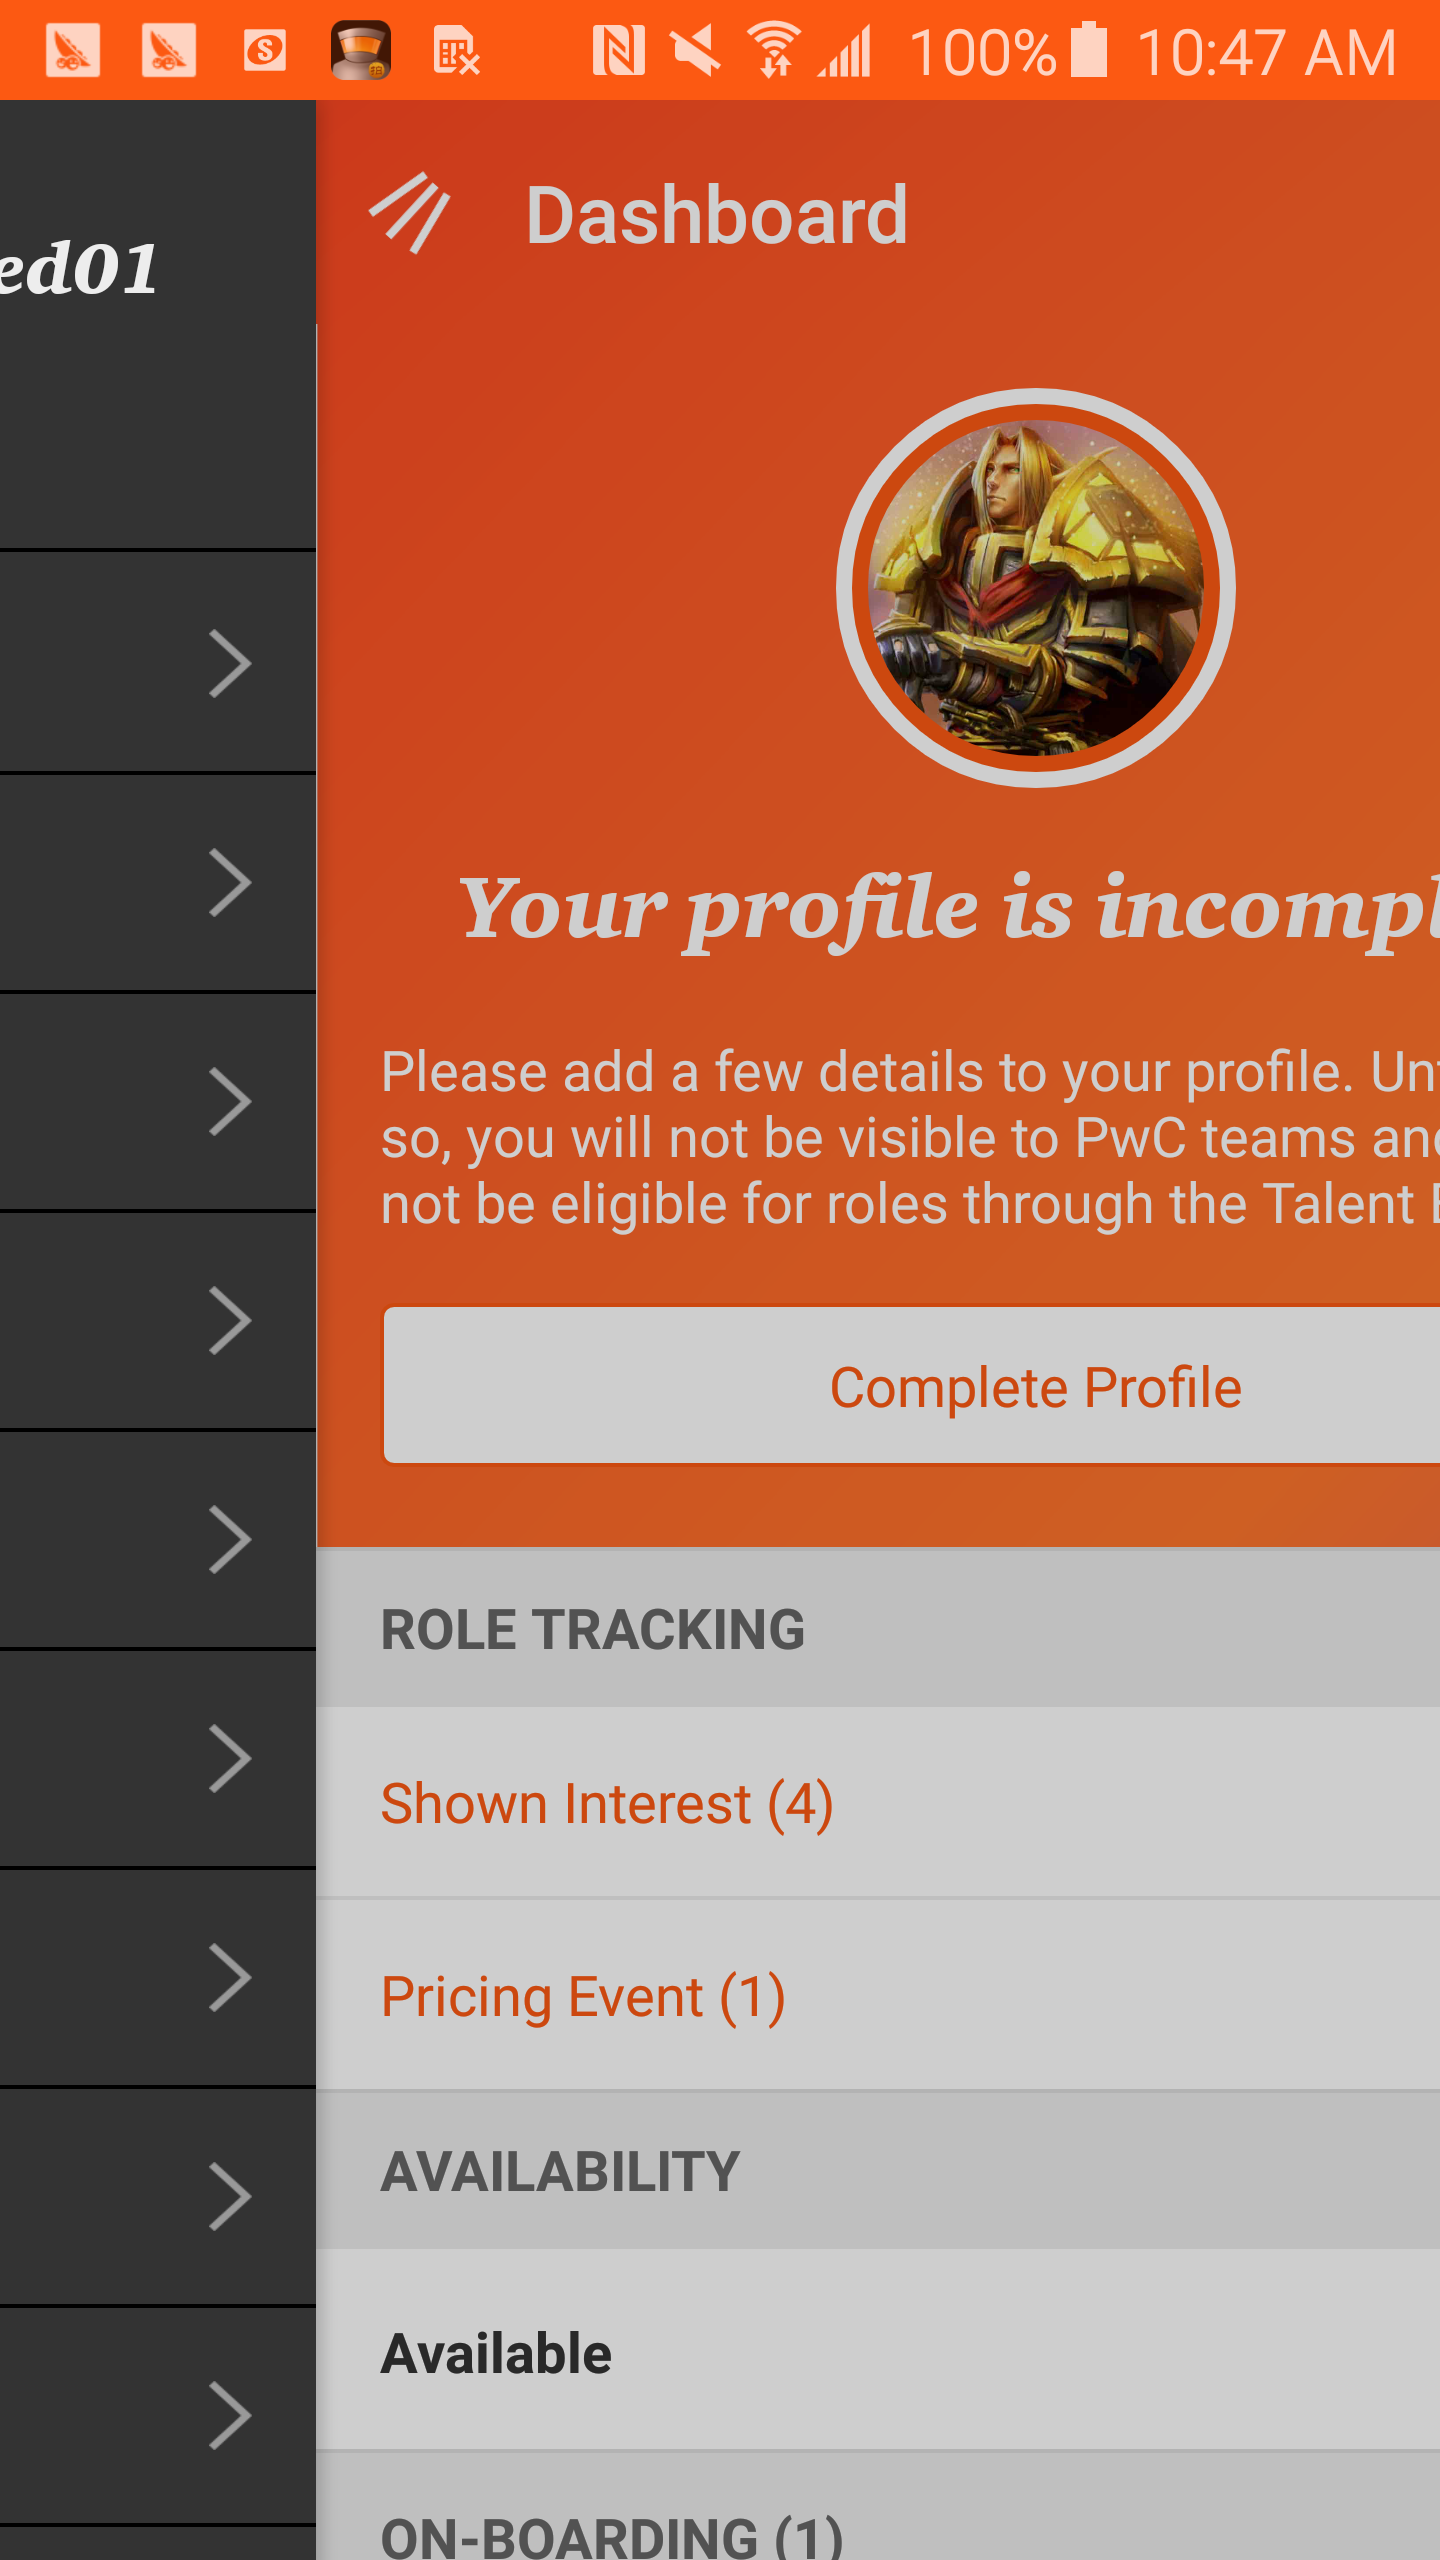 100% 10:47 AM
ed01
Dashboard
Your profile is incompl
Please add a few details to your profile. Unt
so, you will not be visible to PwC teams and
not be eligible for roles through the Talent E
Complete Profile
ROLE TRACKING
Shown Interest (4)
Pricing Event (1)
AVAILABILITY
Available
ON-BOARDING (1)